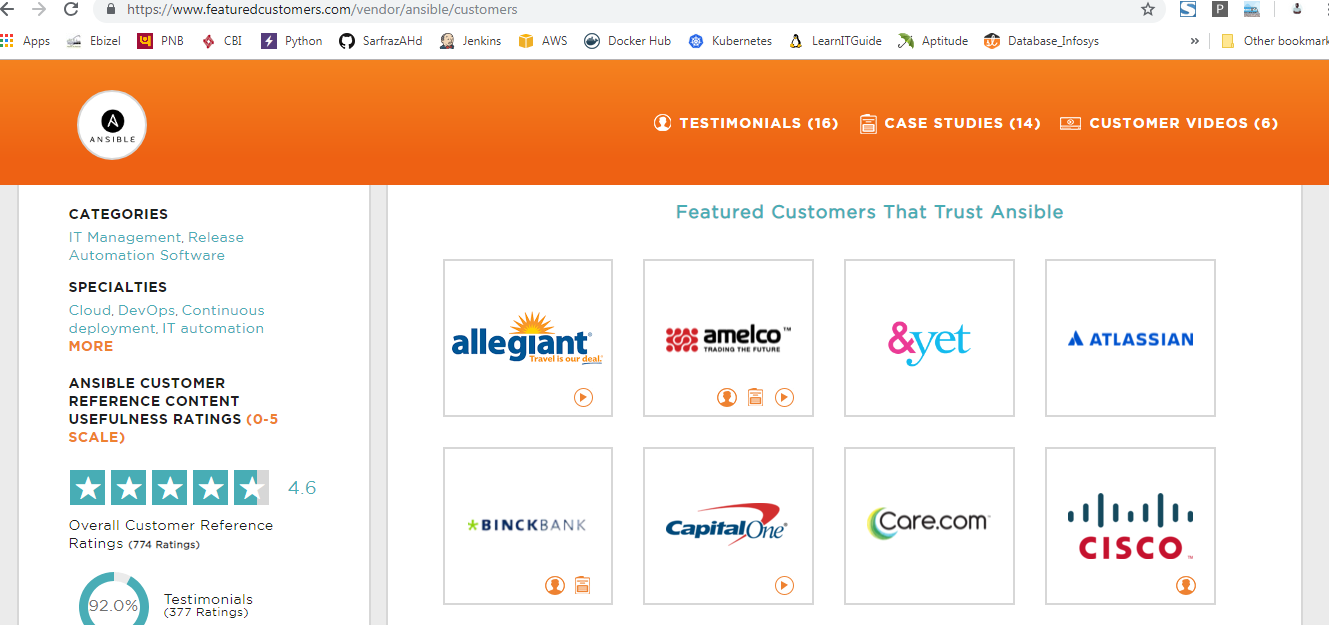 https://www.featuredcustomers.com/vendor/ansible/customers
Apps Ebizel PNB CBI Python SarfrazAHd Jenkins AWS Docker Hub Kubernetes LearnITGuide Aptitude Database_Infosys » Other bookmark
ANSIBLE
TESTIMONIALS (16) CASE STUDIES (14) CUSTOMER VIDEOS (6)
CATEGORIES
IT Management, Release
Automation Software
SPECIALTIES
Cloud, DevOps, Continuous
deployment, IT automation
MORE
ANSIBLE CUSTOMER
REFERENCE CONTENT
USEFULNESS RATINGS (0-5
SCALE)
4.6
Overall Customer Reference
Ratings (774 Ratings)
92.0%
Testimonials
(377 Ratings)
Featured Customers That Trust Ansible
allegiant®
Travel is our deal.®
amelco™
TRADING THE FUTURE
&yet
ATLASSIAN
*BINCKBANK
CapitalOne®
Care.com™
CISCO™